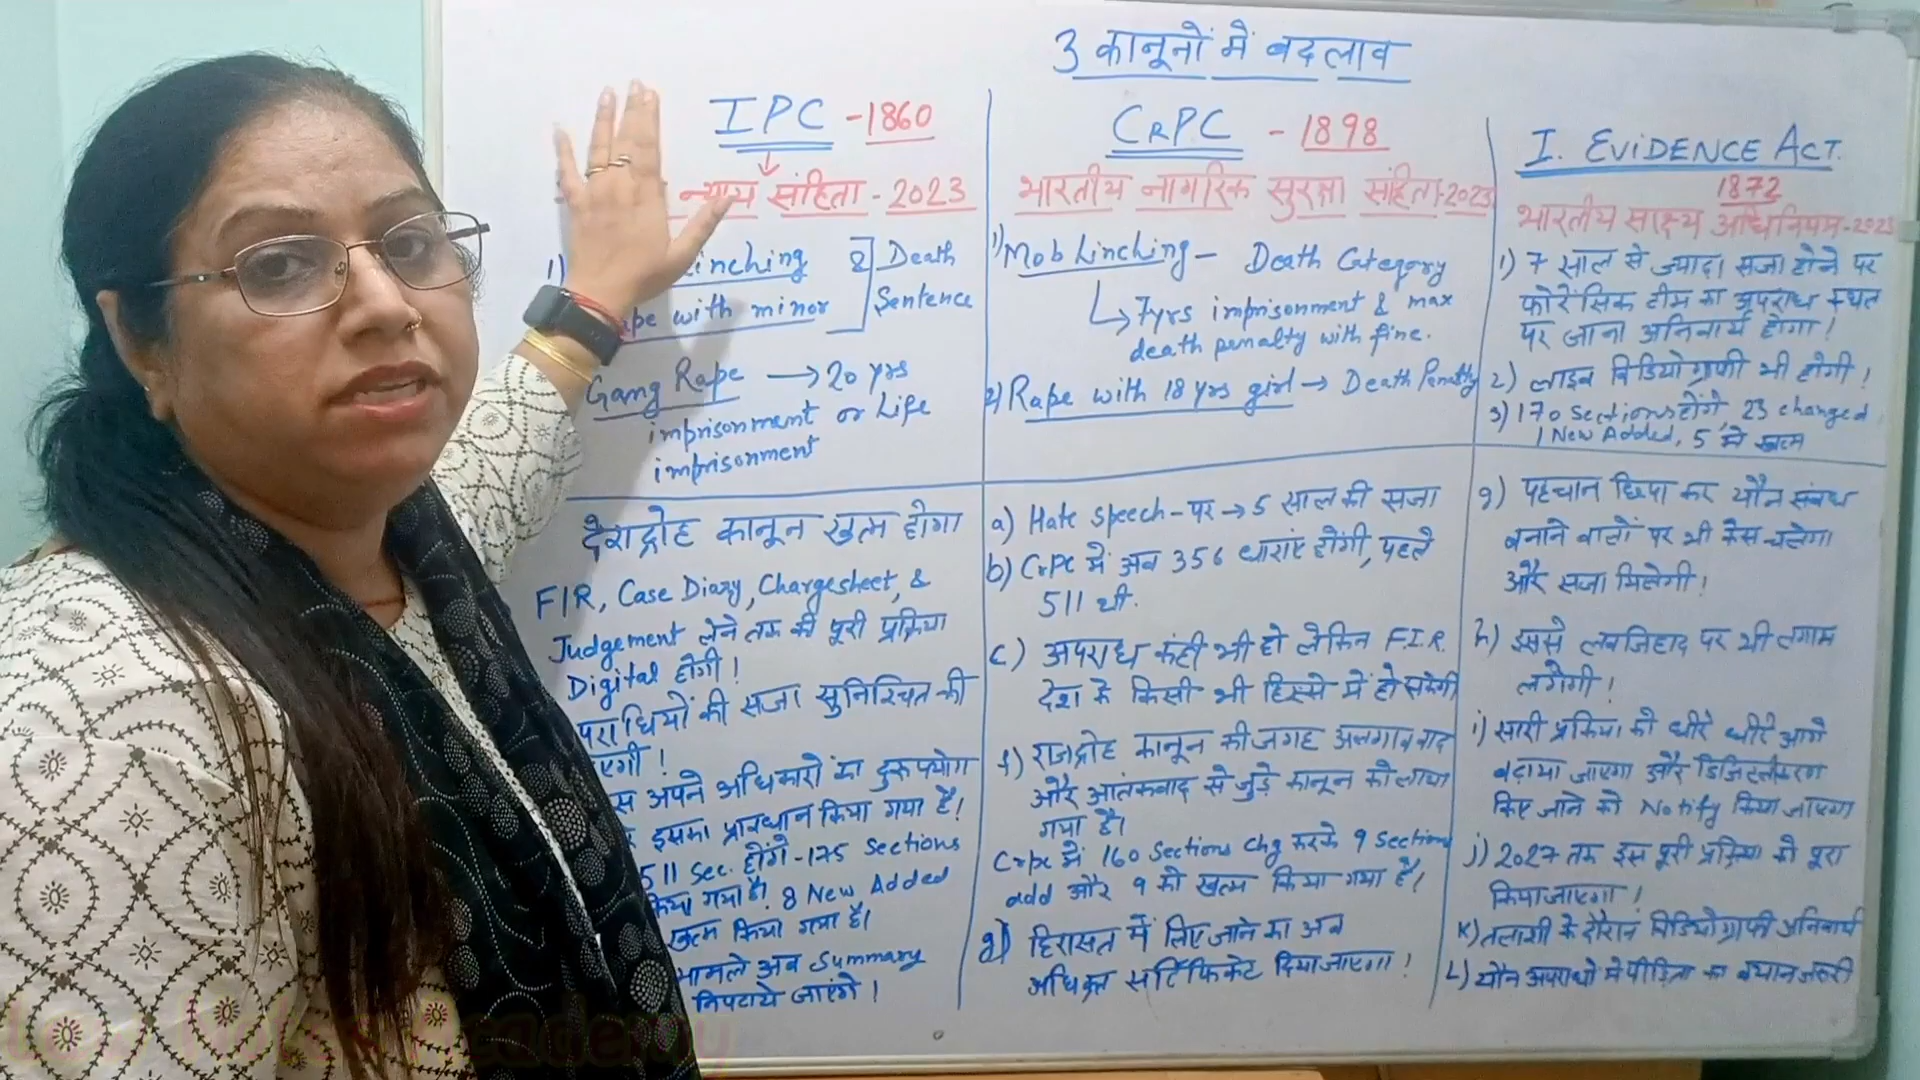 3 कानूनों में बदलाव
IPC - 1860
न्याय संहिता - 2023
1) Linching & Death
Rape with minor Sentence
Gang Rape → 20 yrs
imprisonment or Life
imprisonment
CRPC - 1898
भारतीय नागरिक सुरक्षा संहिता-2023
1) Mob Linching - Death Category
7yrs imprisonment & max
death penalty with fine.
2) Rape with 18 yrs girl → Death Penalty
I. EVIDENCE ACT.
1872
भारतीय साक्ष्य अधिनियम-2023
1) 7 साल से ज्यादा सजा होने पर
फोरेंसिक टीम का अपराध स्थल
पर जाना अनिवार्य होगा!
2) लाइव विडियोग्राफी भी होगी!
3) 170 sections होंगे, 23 changed
1 New Added, 5 में खत्म
देशद्रोह कानून खत्म होगा
FIR, Case Diary, Chargesheet, &
Judgement लेने तक की पूरी प्रक्रिया
Digital होगी!
पराधियों की सजा सुनिश्चित की
एगी!
स अपने अधिकारों का दुरुपयोग
इसका प्रावधान किया गया है।
511 Sec. होंगे-175 Sections
किया गया है। 8 New Added
खत्म किया गया है।
मामले अब Summary
निपटाये जाएंगे!
a) Hate speech - पर → 5 साल की सजा
b) CrPC में अब 356 धाराएं होंगी, पहले
511 थी.
c) अपराध कंही भी हो लेकिन F.I.R.
देश के किसी भी हिस्से में हो सकेगी
f) राजद्रोह कानून की जगह अलगाववाद
और आतंकवाद से जुड़े कानून को लाया
गया है।
CrPC में 160 sections chg करके 9 sections
add और 9 को खत्म किया गया है।
g) हिरासत में लिए जाने का अब
अधिकृत सर्टिफिकेट दिया जाएगा!
g) पहचान छिपा कर यौन संबंध
बनाने वालों पर भी केस चलेगा
और सजा मिलेगी!
h) इससे लवजिहाद पर भी लगाम
लगेगी!
i) सारी प्रक्रिया को धीरे धीरे आगे
बढ़ाया जाएगा और डिजिटलीकरण
किए जाने को Notify किया जाएगा
j) 2027 तक इस पूरी प्रक्रिया को पूरा
किया जाएगा!
K) तलाशी के दौरान विडियोग्राफी अनिवार्य
L) यौन अपराधों में पीड़िता का बयान जरूरी
Academy